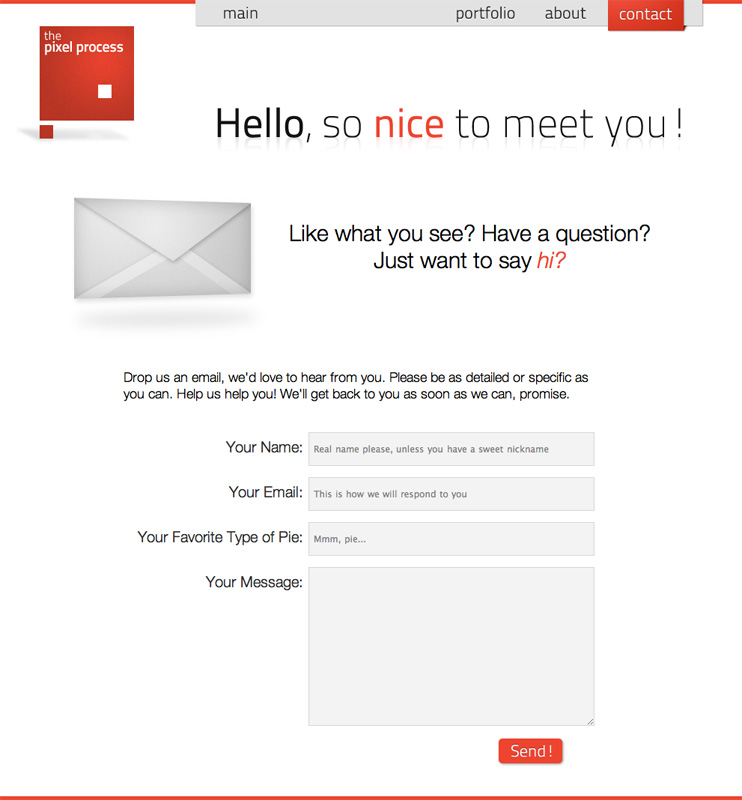 main
portfolio
about
contact
the
pixel process
Hello, so nice to meet you!
Like what you see? Have a question?
Just want to say hi?
Drop us an email, we'd love to hear from you. Please be as detailed or specific as
you can. Help us help you! We'll get back to you as soon as we can, promise.
Your Name:
Real name please, unless you have a sweet nickname
Your Email:
This is how we will respond to you
Your Favorite Type of Pie:
Mmm, pie...
Your Message:
Send!